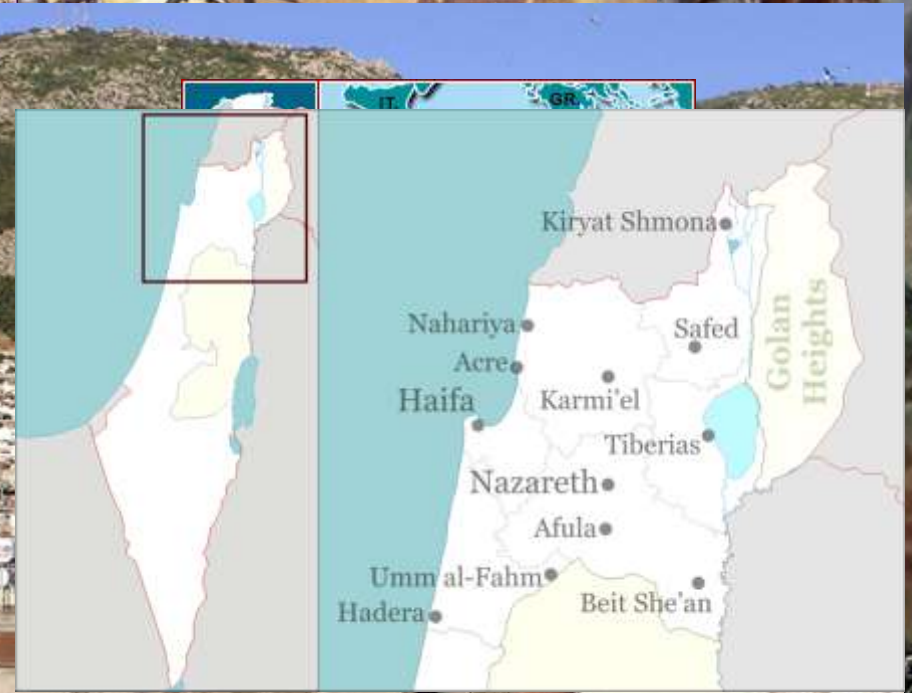 IT.
GR.
Kiryat Shmona
Nahariya
Safed
Golan
Heights
Acre
Karmi'el
Haifa
Tiberias
Nazareth
Afula
Umm al-Fahm
Beit She'an
Hadera